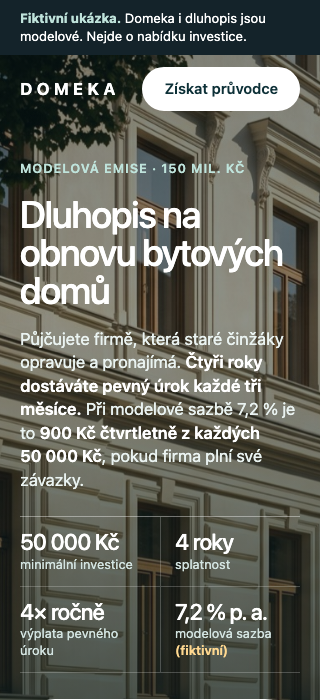 Fiktivní ukázka. Domeka i dluhopis jsou
modelové. Nejde o nabídku investice.
DOMEKA
Získat průvodce
MODELOVÁ EMISE · 150 MIL. KČ
Dluhopis na
obnovu bytových
domů
Půjčujete firmě, která staré činžáky
opravuje a pronajímá. Čtyři roky
dostáváte pevný úrok každé tři
měsíce. Při modelové sazbě 7,2 % je
to 900 Kč čtvrtletně z každých
50 000 Kč, pokud firma plní své
závazky.
50 000 Kč
minimální investice
4 roky
splatnost
4× ročně
výplata pevného
úroku
7,2 % p. a.
modelová sazba
(fiktivní)